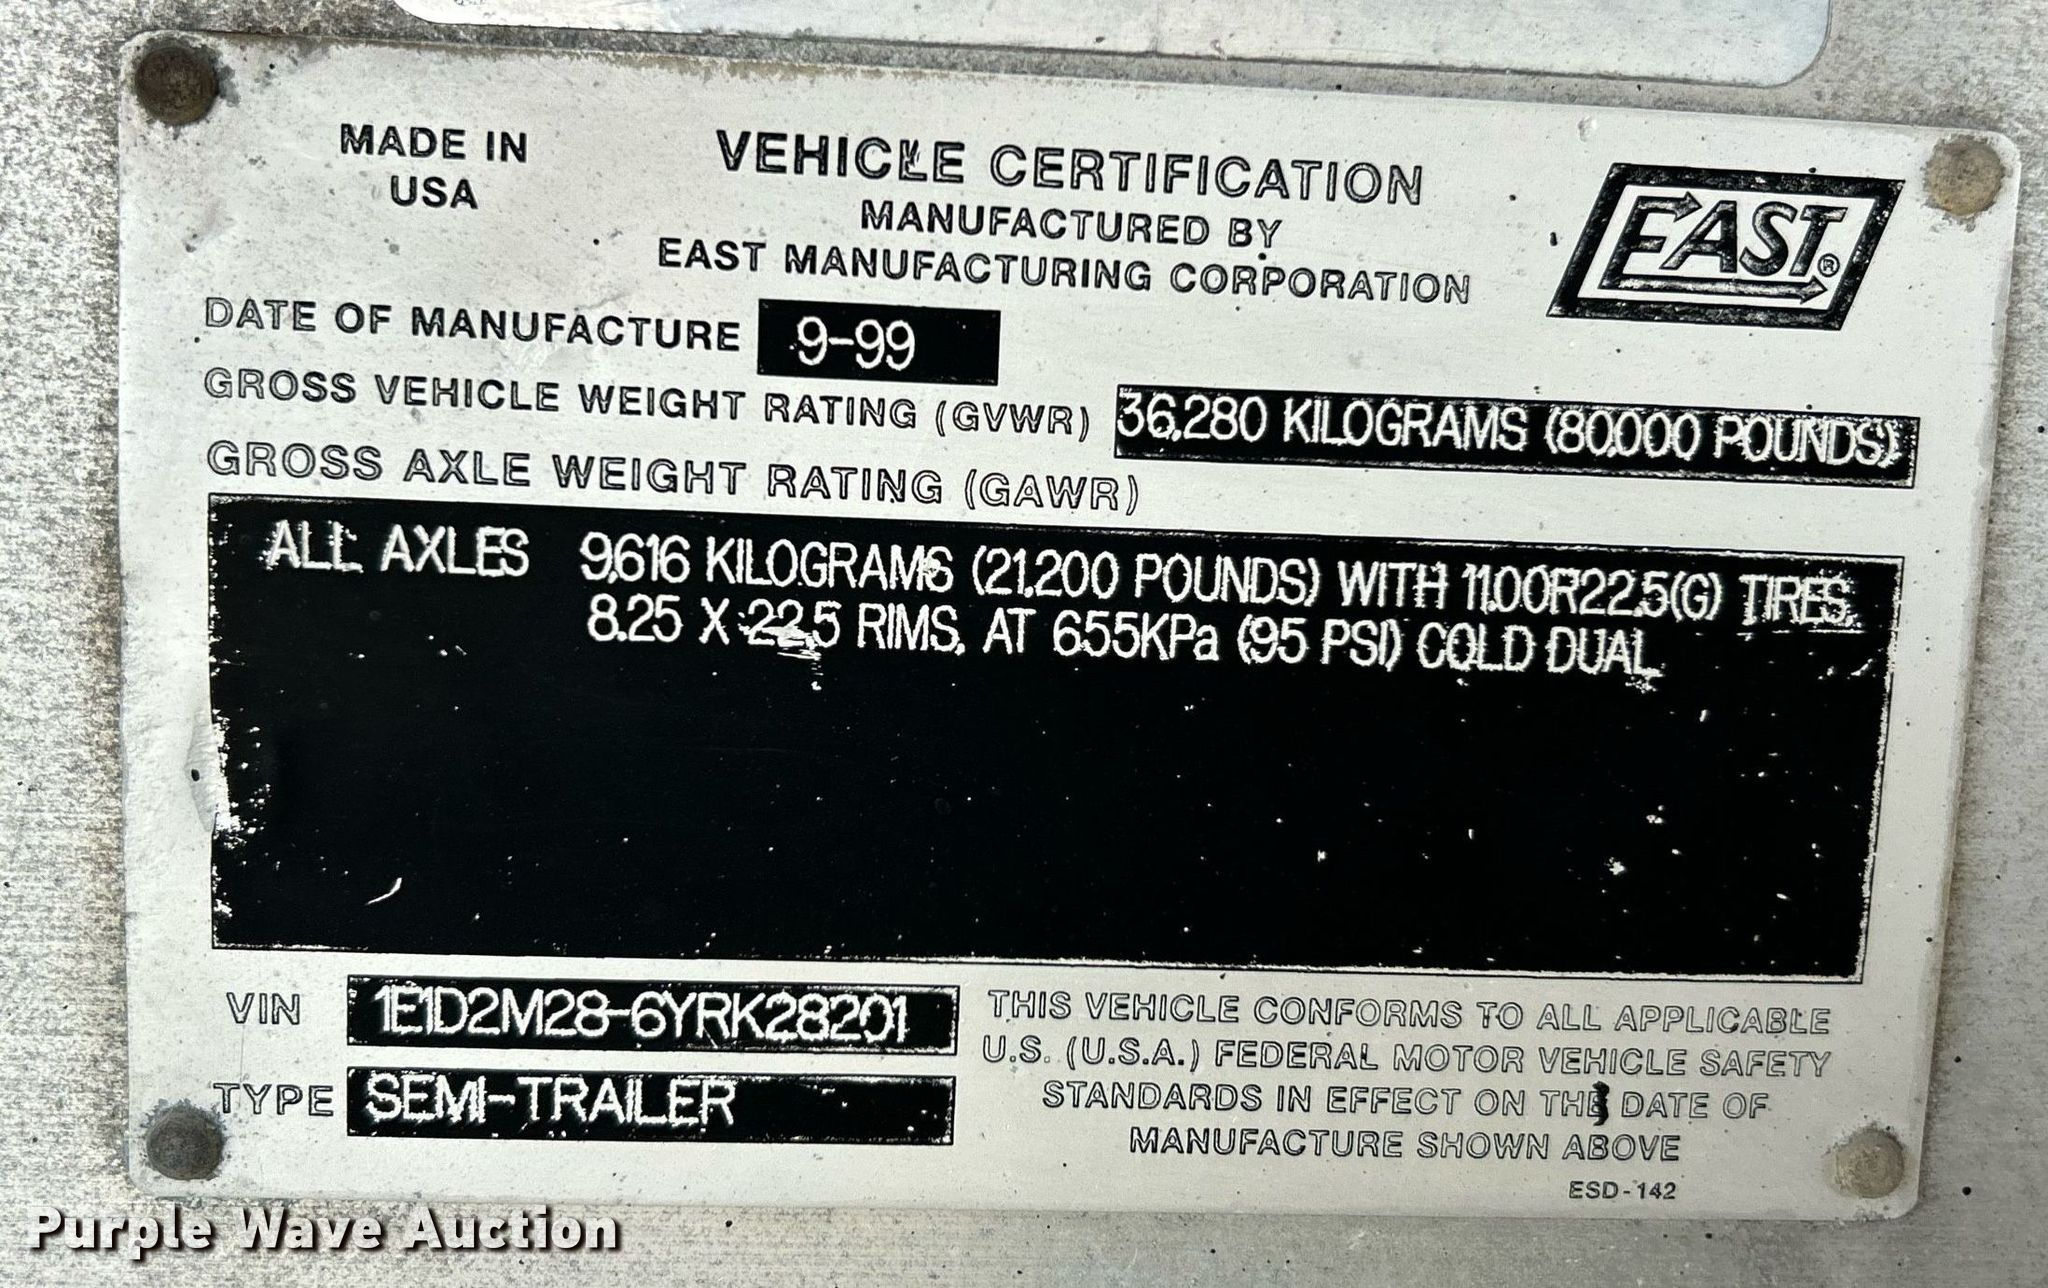 MADE IN
USA
VEHICLE CERTIFICATION
MANUFACTURED BY
EAST MANUFACTURING CORPORATION
EAST®
DATE OF MANUFACTURE 9-99
GROSS VEHICLE WEIGHT RATING (GVWR) 36,280 KILOGRAMS (80,000 POUNDS)
GROSS AXLE WEIGHT RATING (GAWR)
ALL AXLES 9,616 KILOGRAMS (21,200 POUNDS) WITH 11.00R22.5(G) TIRES,
8.25 X 22.5 RIMS, AT 655KPa (95 PSI) COLD DUAL
VIN 1E1D2M28-6YRK28201
TYPE SEMI-TRAILER
THIS VEHICLE CONFORMS TO ALL APPLICABLE
U.S. (U.S.A.) FEDERAL MOTOR VEHICLE SAFETY
STANDARDS IN EFFECT ON THE DATE OF
MANUFACTURE SHOWN ABOVE
ESD-142
Purple Wave Auction